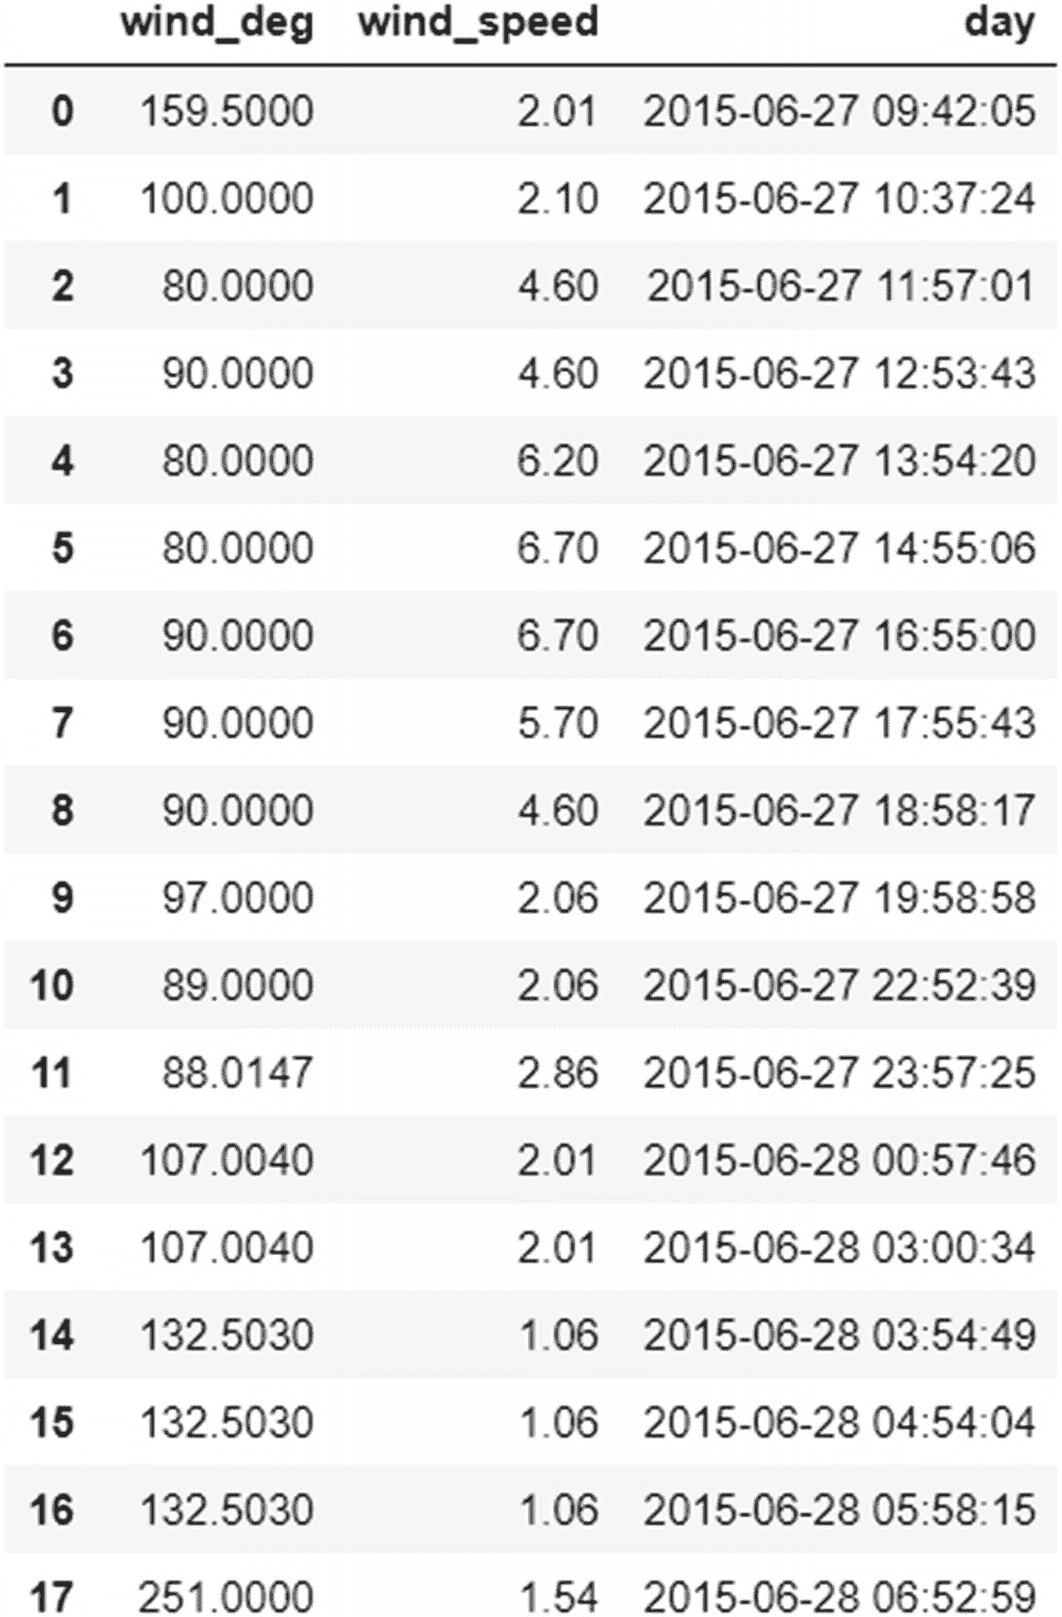 wind_deg wind_speed day
0 159.5000 2.01 2015-06-27 09:42:05
1 100.0000 2.10 2015-06-27 10:37:24
2 80.0000 4.60 2015-06-27 11:57:01
3 90.0000 4.60 2015-06-27 12:53:43
4 80.0000 6.20 2015-06-27 13:54:20
5 80.0000 6.70 2015-06-27 14:55:06
6 90.0000 6.70 2015-06-27 16:55:00
7 90.0000 5.70 2015-06-27 17:55:43
8 90.0000 4.60 2015-06-27 18:58:17
9 97.0000 2.06 2015-06-27 19:58:58
10 89.0000 2.06 2015-06-27 22:52:39
11 88.0147 2.86 2015-06-27 23:57:25
12 107.0040 2.01 2015-06-28 00:57:46
13 107.0040 2.01 2015-06-28 03:00:34
14 132.5030 1.06 2015-06-28 03:54:49
15 132.5030 1.06 2015-06-28 04:54:04
16 132.5030 1.06 2015-06-28 05:58:15
17 251.0000 1.54 2015-06-28 06:52:59